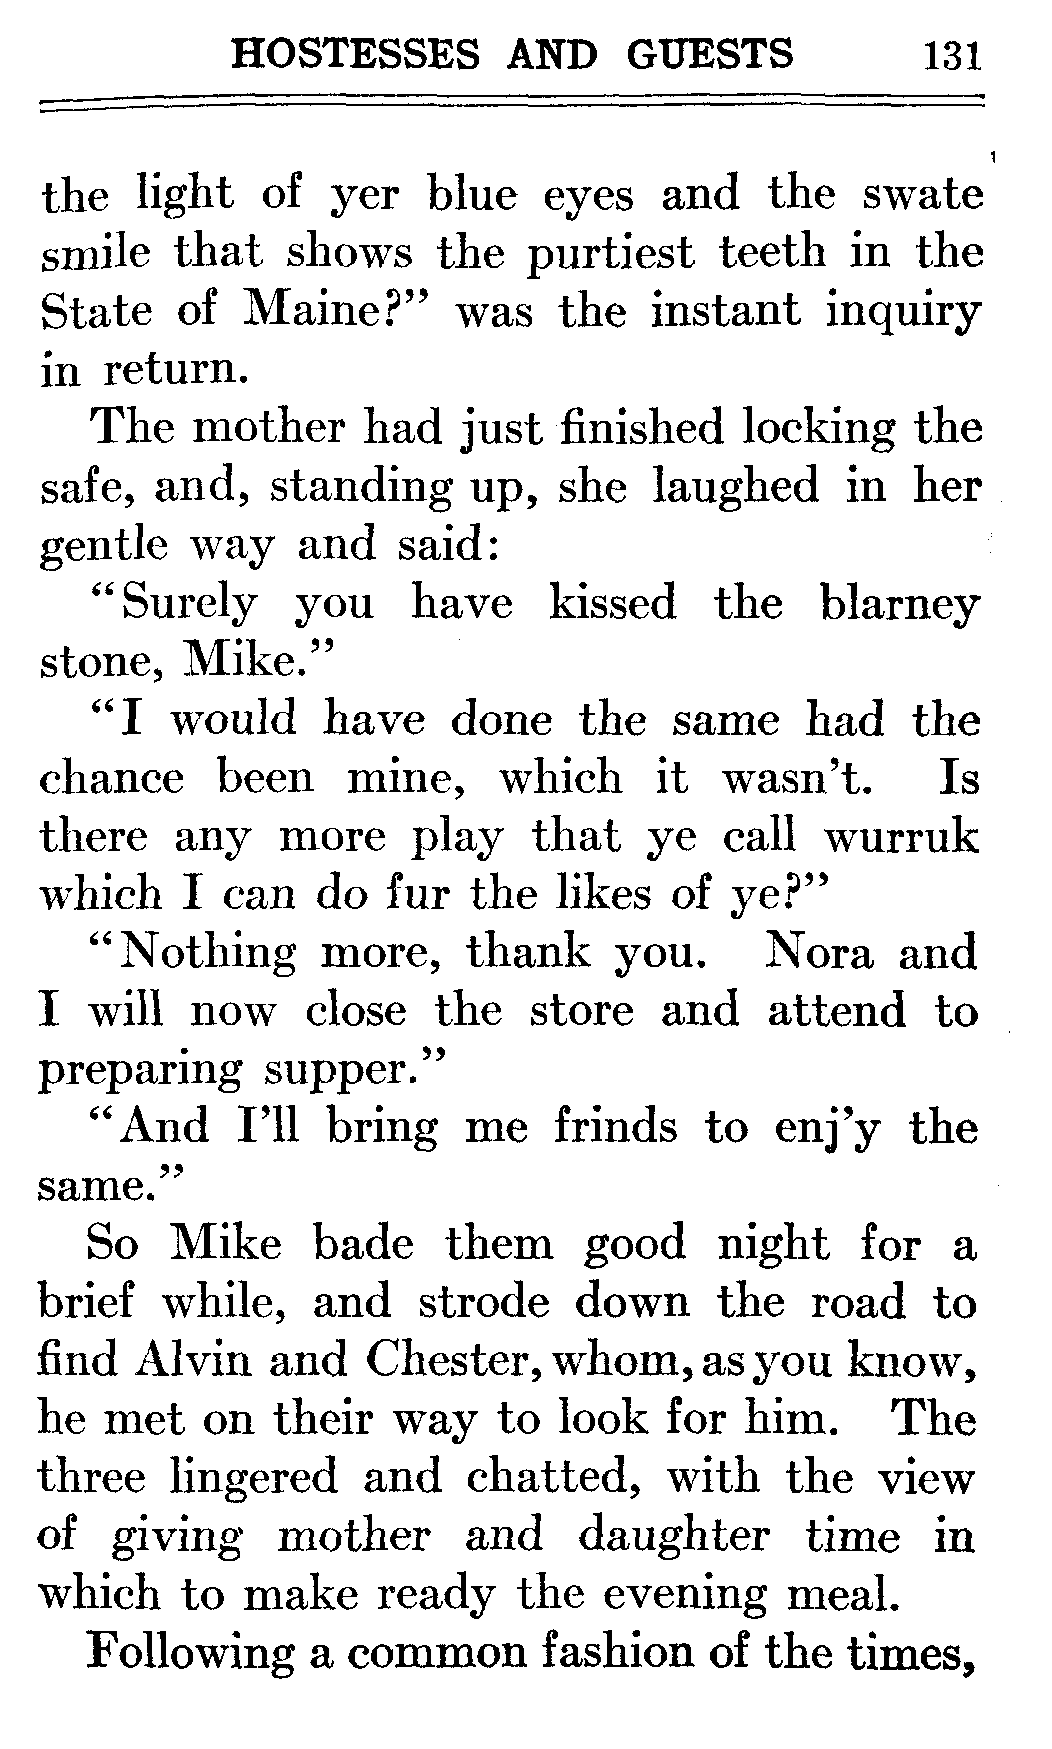 HOSTESSES AND GUESTS 131
the light of yer blue eyes and the swate
smile that shows the purtiest teeth in the
State of Maine?” was the instant inquiry
in return.
The mother had just finished locking the
safe, and, standing up, she laughed in her
gentle way and said:
“Surely you have kissed the blarney
stone, Mike.”
“I would have done the same had the
chance been mine, which it wasn’t. Is
there any more play that ye call wurruk
which I can do fur the likes of ye?”
“Nothing more, thank you. Nora and
I will now close the store and attend to
preparing supper.”
“And I’ll bring me frinds to enj’y the
same.”
So Mike bade them good night for a
brief while, and strode down the road to
find Alvin and Chester, whom, as you know,
he met on their way to look for him. The
three lingered and chatted, with the view
of giving mother and daughter time in
which to make ready the evening meal.
Following a common fashion of the times,